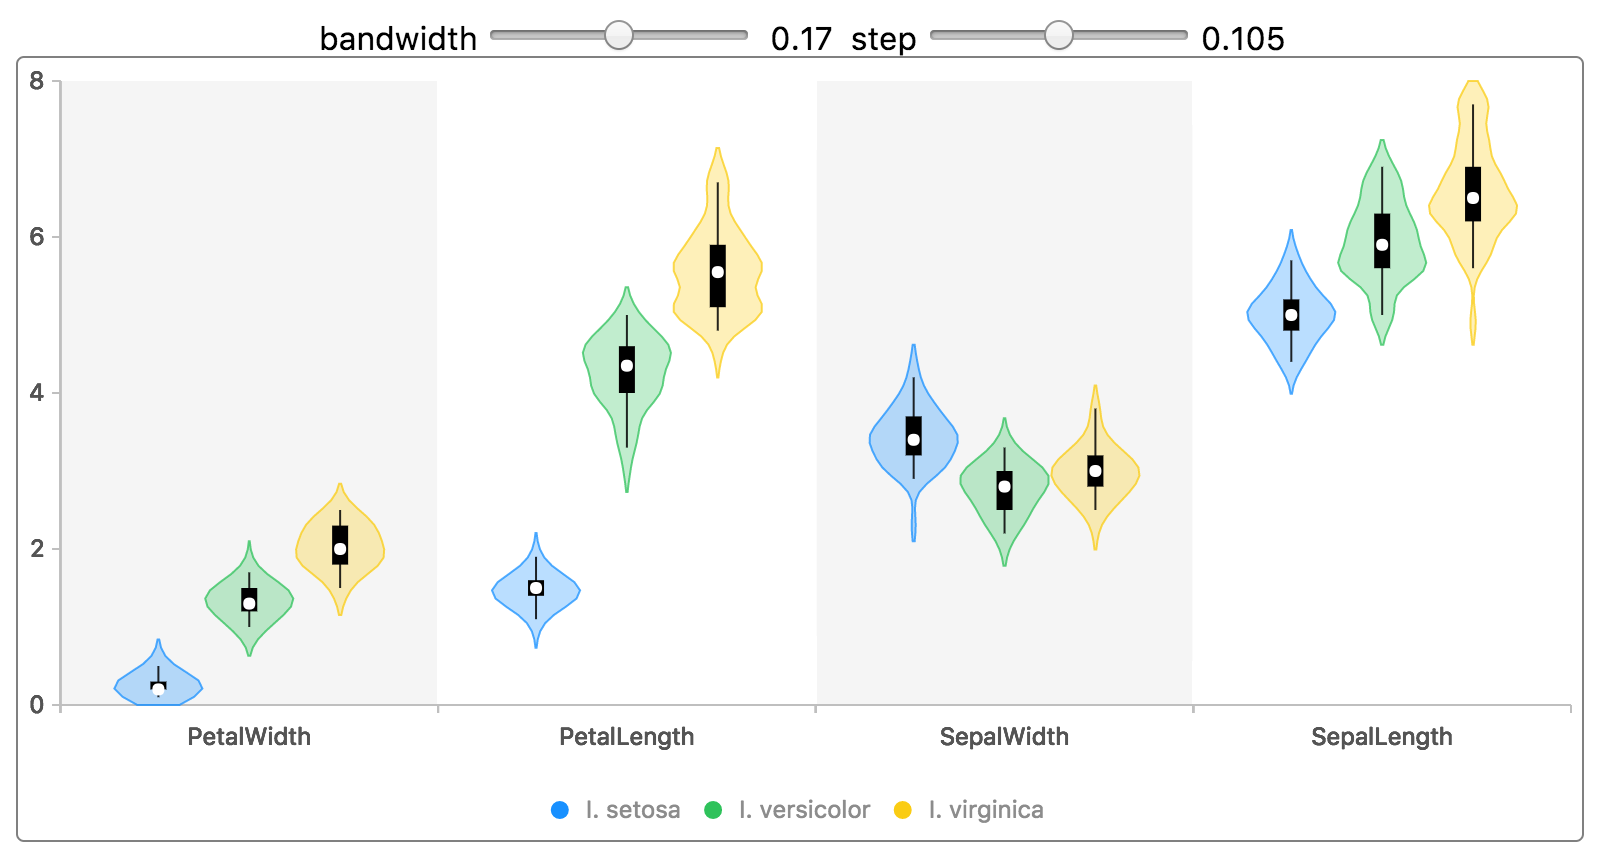 bandwidth 0.17 step 0.105
8
6
4
2
0
PetalWidth PetalLength SepalWidth SepalLength
I. setosa I. versicolor I. virginica